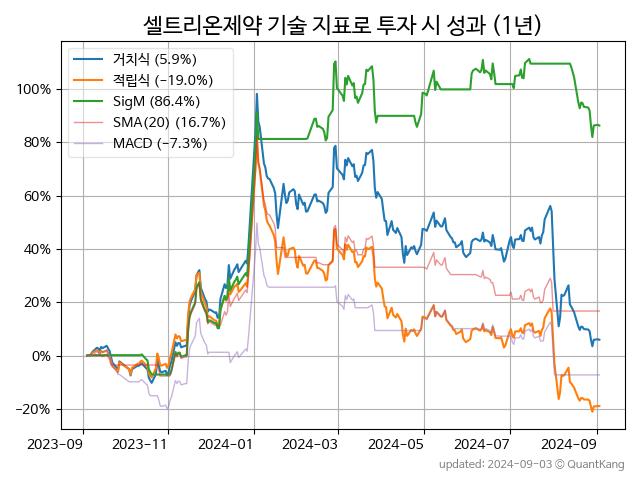 셀트리온제약 기술 지표로 투자 시 성과 (1년)
거치식 (5.9%)
적립식 (−19.0%)
SigM (86.4%)
SMA(20) (16.7%)
MACD (−7.3%)
100%
80%
60%
40%
20%
0%
−20%
2023-09
2023-11
2024-01
2024-03
2024-05
2024-07
2024-09
updated: 2024-09-03 © QuantKang